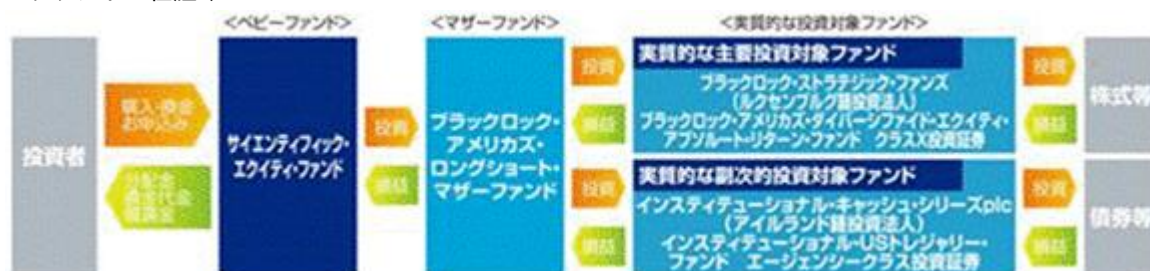 <ベビーファンド>
<マザーファンド>
<実質的な投資対象ファンド>
投資者
購入・換金
お申込み
分配金
換金代金
償還金
サイエンティフィック・
エクイティ・ファンド
投資
損益
ブラックロック・
アメリカズ・
ロングショート・
マザーファンド
投資
損益
実質的な主要投資対象ファンド
ブラックロック・ストラテジック・ファンズ
(ルクセンブルグ籍投資法人)
ブラックロック・アメリカズ・ダイバーシファイド・エクイティ・
アブソルート・リターン・ファンド クラスX投資証券
投資
損益
株式等
投資
損益
実質的な副次的投資対象ファンド
インスティテューショナル・キャッシュ・シリーズplc
(アイルランド籍投資法人)
インスティテューショナル・USトレジャリー・
ファンド エージェンシークラス投資証券
投資
損益
債券等